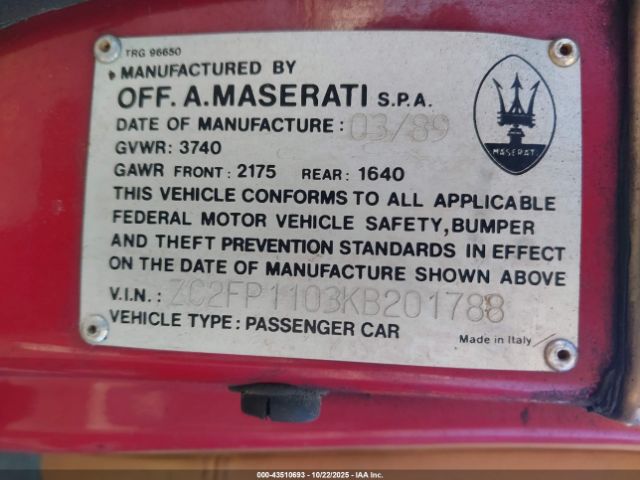 TRG 96650
MANUFACTURED BY
OFF. A. MASERATI S.P.A.
DATE OF MANUFACTURE: 03/89
GVWR: 3740
GAWR FRONT: 2175 REAR: 1640
THIS VEHICLE CONFORMS TO ALL APPLICABLE
FEDERAL MOTOR VEHICLE SAFETY, BUMPER
AND THEFT PREVENTION STANDARDS IN EFFECT
ON THE DATE OF MANUFACTURE SHOWN ABOVE
V.I.N.: ZC2FP1103KB201788
VEHICLE TYPE: PASSENGER CAR
Made in Italy
MASERATI
000-43510693 - 10/22/2025 - IAA Inc.